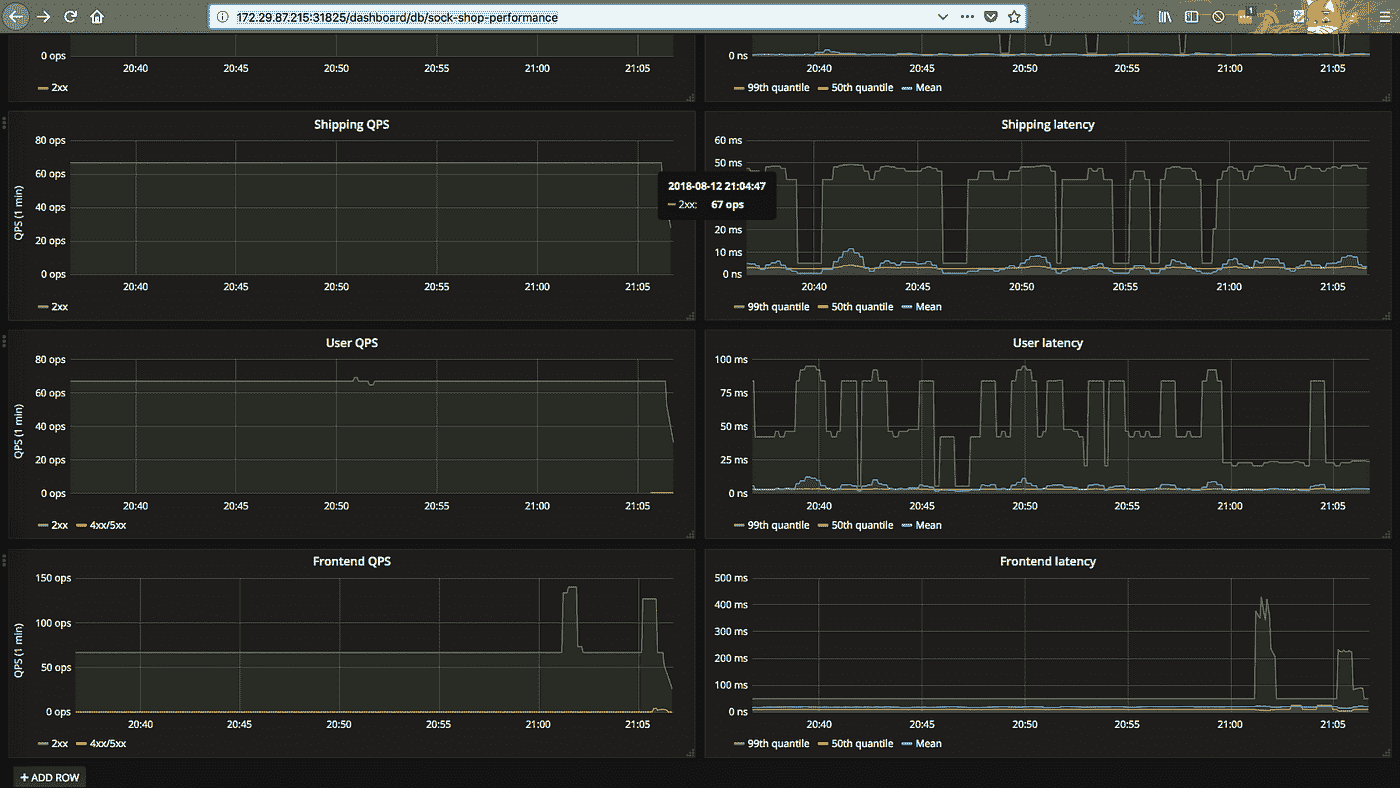 172.29.87.215:31825/dashboard/db/sock-shop-performance
1
0 ops
20:40 20:45 20:50 20:55 21:00 21:05
2xx
0 ns
20:40 20:45 20:50 20:55 21:00 21:05
99th quantile 50th quantile Mean
Shipping QPS
QPS (1 min)
80 ops
60 ops
40 ops
20 ops
0 ops
20:40 20:45 20:50 20:55 21:00 21:05
2xx
2018-08-12 21:04:47
2xx: 67 ops
Shipping latency
60 ms
50 ms
20 ms
10 ms
0 ns
20:40 20:45 20:50 20:55 21:00 21:05
99th quantile 50th quantile Mean
User QPS
QPS (1 min)
80 ops
60 ops
40 ops
20 ops
0 ops
20:40 20:45 20:50 20:55 21:00 21:05
2xx 4xx/5xx
User latency
100 ms
75 ms
50 ms
25 ms
0 ns
20:40 20:45 20:50 20:55 21:00 21:05
99th quantile 50th quantile Mean
Frontend QPS
QPS (1 min)
150 ops
100 ops
50 ops
0 ops
20:40 20:45 20:50 20:55 21:00 21:05
2xx 4xx/5xx
Frontend latency
500 ms
400 ms
300 ms
200 ms
100 ms
0 ns
20:40 20:45 20:50 20:55 21:00 21:05
99th quantile 50th quantile Mean
+ ADD ROW